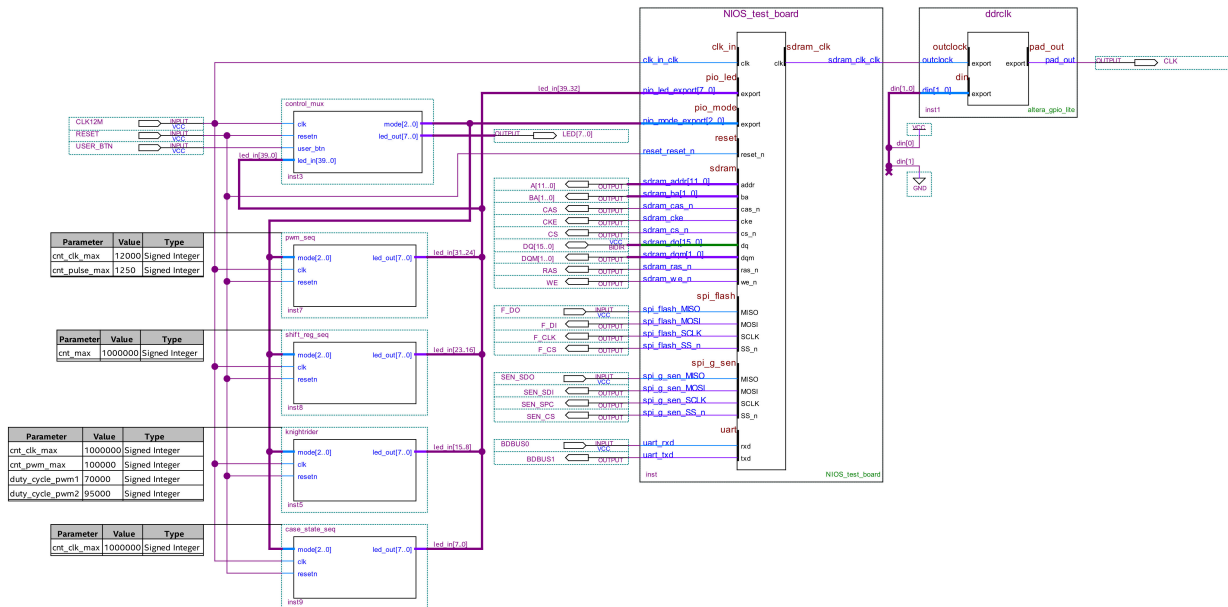 NIOS_test_board
ddrclk
clk_in
sdram_clk
clk_in_clk
clk
clk
sdram_clk_clk
outclock
pad_out
outclock
export
export
pad_out
OUTPUT
CLK
din
din[1..0]
din[1..0]
export
inst1
altera_gpio_lite
VCC
din[0]
din[1]
GND
pio_led
led_in[39..32]
pio_led_export[7..0]
export
pio_mode
pio_mode_export[2..0]
export
reset
reset_reset_n
reset_n
control_mux
CLK12M
INPUT
VCC
RESET
INPUT
VCC
USER_BTN
INPUT
VCC
clk
mode[2..0]
resetn
led_out[7..0]
user_btn
led_in[39..0]
led_in[39..0]
inst3
OUTPUT
LED[7..0]
sdram
A[11..0]
OUTPUT
sdram_addr[11..0]
addr
BA[1..0]
OUTPUT
sdram_ba[1..0]
ba
CAS
OUTPUT
sdram_cas_n
cas_n
CKE
OUTPUT
sdram_cke
cke
CS
OUTPUT
sdram_cs_n
cs_n
DQ[15..0]
VCC
BIDIR
sdram_dq[15..0]
dq
DQM[1..0]
OUTPUT
sdram_dqm[1..0]
dqm
RAS
OUTPUT
sdram_ras_n
ras_n
WE
OUTPUT
sdram_we_n
we_n
spi_flash
F_DO
INPUT
VCC
spi_flash_MISO
MISO
F_DI
OUTPUT
spi_flash_MOSI
MOSI
F_CLK
OUTPUT
spi_flash_SCLK
SCLK
F_CS
OUTPUT
spi_flash_SS_n
SS_n
spi_g_sen
SEN_SDO
INPUT
VCC
spi_g_sen_MISO
MISO
SEN_SDI
OUTPUT
spi_g_sen_MOSI
MOSI
SEN_SPC
OUTPUT
spi_g_sen_SCLK
SCLK
SEN_CS
OUTPUT
spi_g_sen_SS_n
SS_n
uart
BDBUS0
INPUT
VCC
uart_rxd
rxd
BDBUS1
OUTPUT
uart_txd
txd
inst
NIOS_test_board
Parameter Value Type
cnt_clk_max 12000 Signed Integer
cnt_pulse_max 1250 Signed Integer
pwm_seq
mode[2..0]
led_out[7..0]
led_in[31..24]
clk
resetn
inst7
Parameter Value Type
cnt_max 1000000 Signed Integer
shift_reg_seq
mode[2..0]
led_out[7..0]
led_in[23..16]
clk
resetn
inst8
Parameter Value Type
cnt_clk_max 1000000 Signed Integer
cnt_pwm_max 100000 Signed Integer
duty_cycle_pwm1 70000 Signed Integer
duty_cycle_pwm2 95000 Signed Integer
knightrider
mode[2..0]
led_out[7..0]
led_in[15..8]
clk
resetn
inst5
Parameter Value Type
cnt_clk_max 1000000 Signed Integer
case_state_seq
mode[2..0]
led_out[7..0]
led_in[7..0]
clk
resetn
inst9